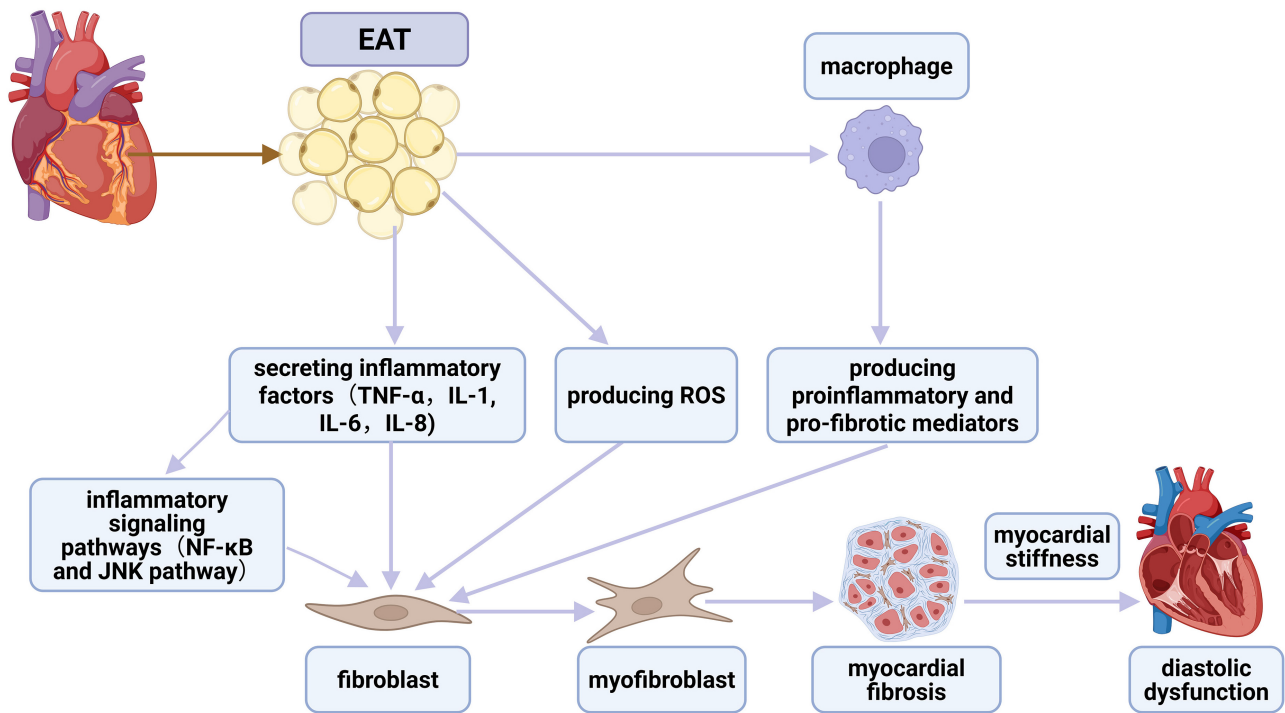 EAT
macrophage
secreting inflammatory
factors（TNF-α， IL-1,
IL-6， IL-8)
producing ROS
producing
proinflammatory and
pro-fibrotic mediators
inflammatory
signaling
pathways（NF-κB
and JNK pathway）
myocardial
stiffness
fibroblast
myofibroblast
myocardial
fibrosis
diastolic
dysfunction